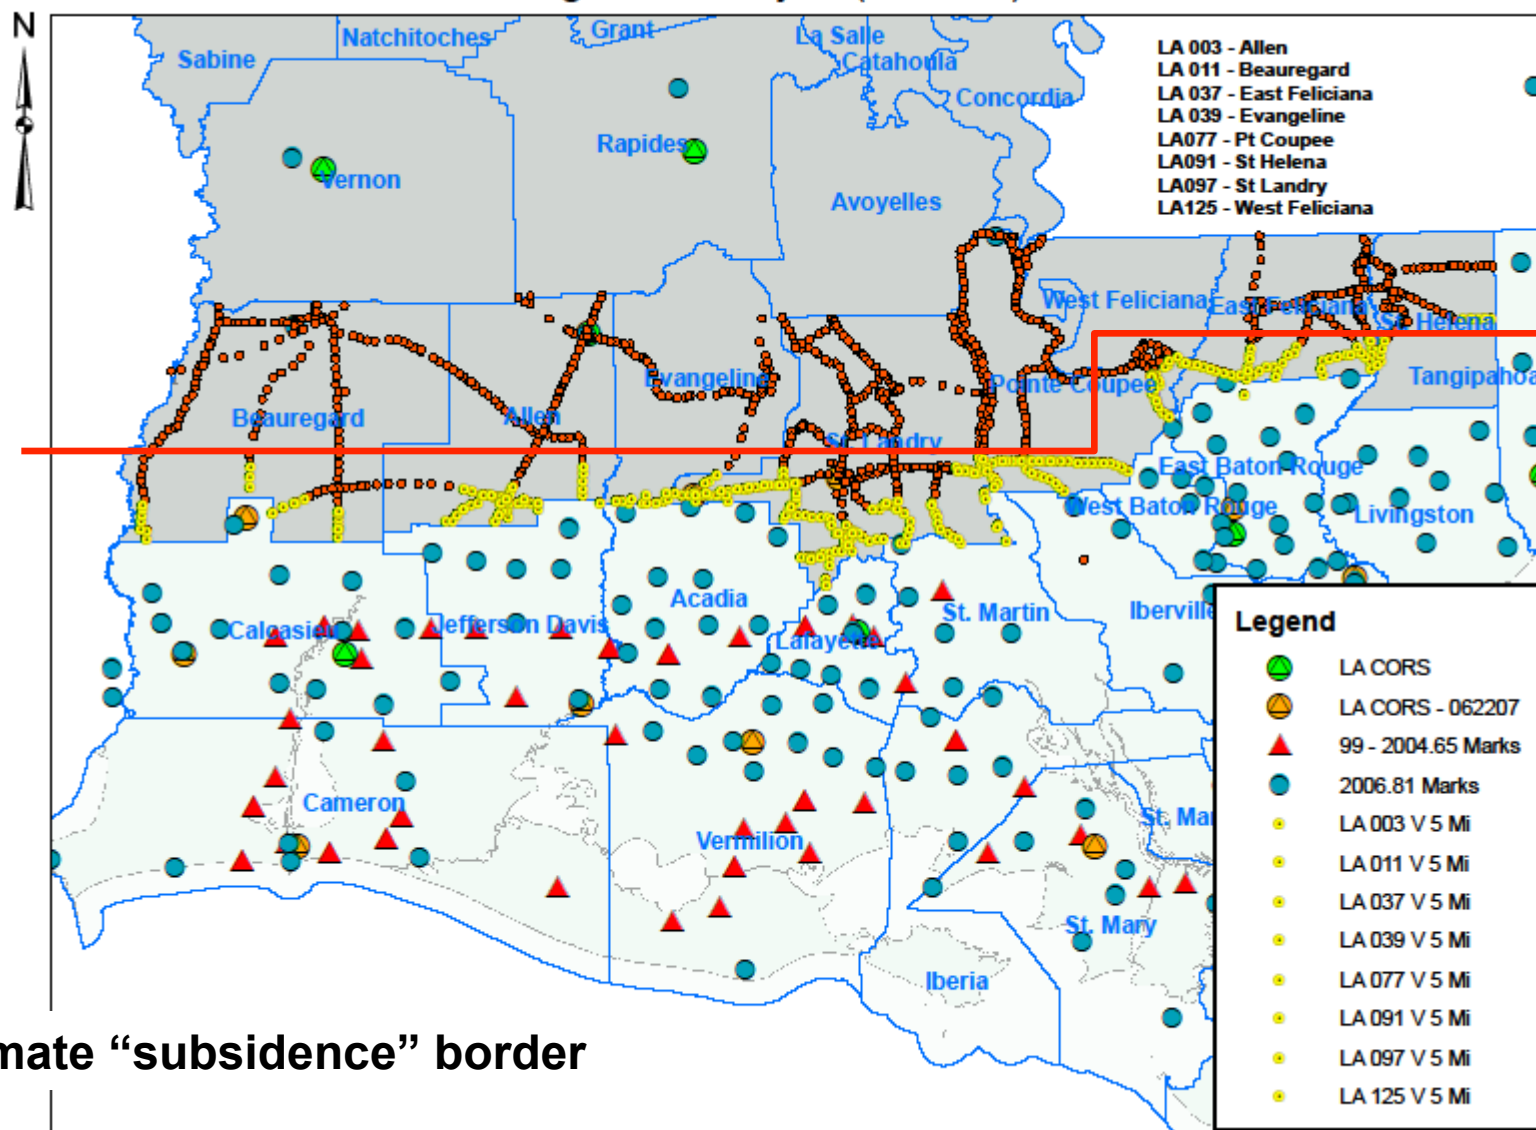 N
Sabine
Natchitoches
Grant
La Salle
Catahoula
Concordia
LA 003 - Allen
LA 011 - Beauregard
LA 037 - East Feliciana
LA 039 - Evangeline
LA077 - Pt Coupee
LA091 - St Helena
LA097 - St Landry
LA125 - West Feliciana
Rapides
Vernon
Avoyelles
West Feliciana
East Feliciana
St. Helena
Evangeline
Pointe Coupee
Tangipahoa
Beauregard
Allen
St. Landry
East Baton Rouge
West Baton Rouge
Livingston
Acadia
St. Martin
Iberville
Calcasieu
Jefferson Davis
Lafayette
Cameron
Vermilion
St. Mar
St. Mary
Iberia
Legend
LA CORS
LA CORS - 062207
99 - 2004.65 Marks
2006.81 Marks
LA 003 V 5 Mi
LA 011 V 5 Mi
LA 037 V 5 Mi
LA 039 V 5 Mi
LA 077 V 5 Mi
LA 091 V 5 Mi
LA 097 V 5 Mi
LA 125 V 5 Mi
mate “subsidence” border